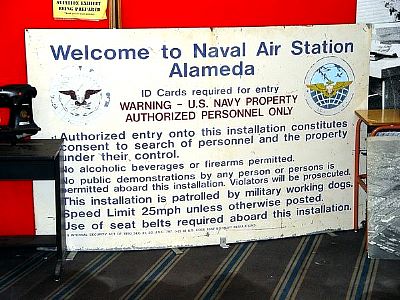 BEING PREPARED
Welcome to Naval Air Station
Alameda
ID Cards required for entry
WARNING - U.S. NAVY PROPERTY
AUTHORIZED PERSONNEL ONLY
Authorized entry onto this installation constitutes
consent to search of personnel and the property
under their control.
No alcoholic beverages or firearms permitted.
No public demonstrations by any person or persons is
permitted aboard this installation. Violators will be prosecuted.
This installation is patrolled by military working dogs.
Speed Limit 25mph unless otherwise posted.
Use of seat belts required aboard this installation.